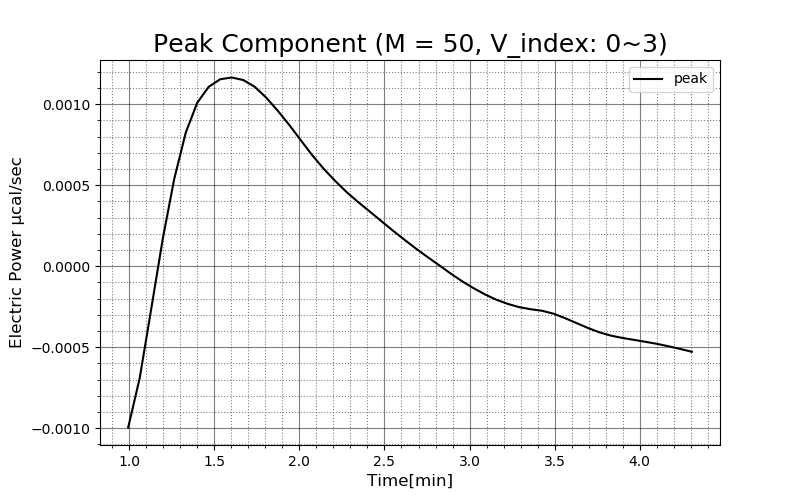 Peak Component (M = 50, V_index: 0~3)
peak
Electric Power μcal/sec
0.0010
0.0005
0.0000
−0.0005
−0.0010
1.0 1.5 2.0 2.5 3.0 3.5 4.0
Time[min]